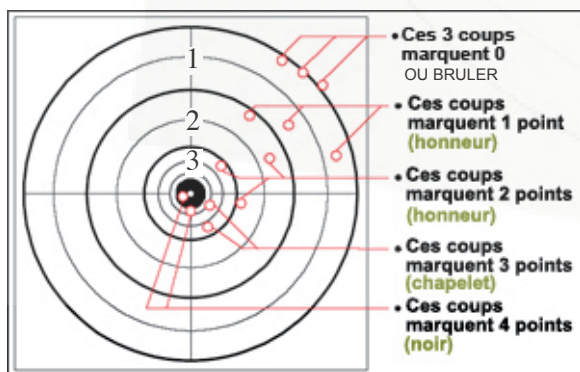 1
2
3
• Ces 3 coups
marquent 0
OU BRULER
• Ces coups
marquent 1 point
(honneur)
• Ces coups
marquent 2 points
(honneur)
• Ces coups
marquent 3 points
(chapelet)
• Ces coups
marquent 4 points
(noir)